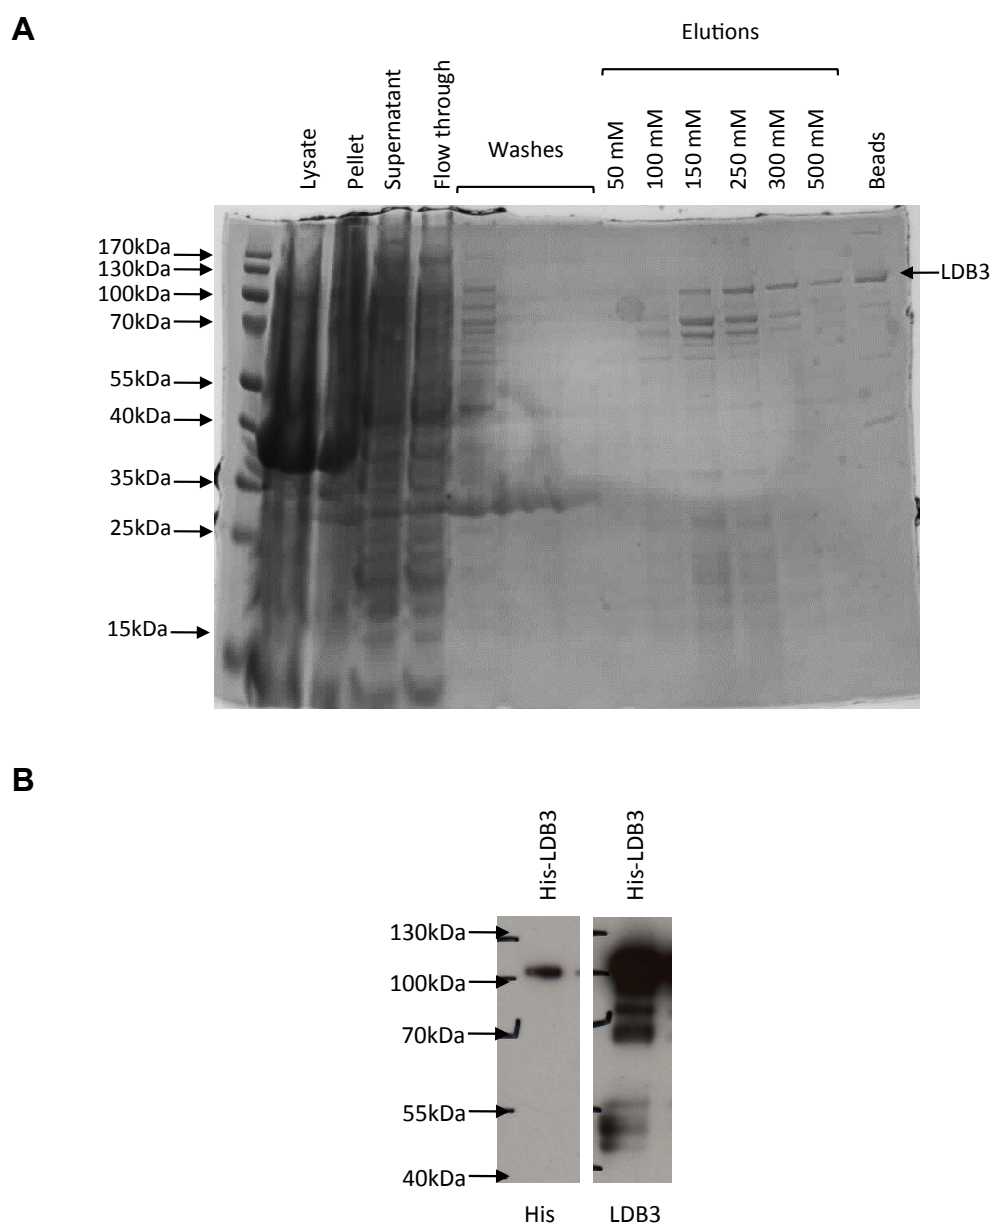 A
Elutions
Lysate
Pellet
Supernatant
Flow through
Washes
50 mM
100 mM
150 mM
250 mM
300 mM
500 mM
Beads
170kDa
130kDa
100kDa
70kDa
55kDa
40kDa
35kDa
25kDa
15kDa
LDB3
B
His-LDB3
His-LDB3
130kDa
100kDa
70kDa
55kDa
40kDa
His
LDB3